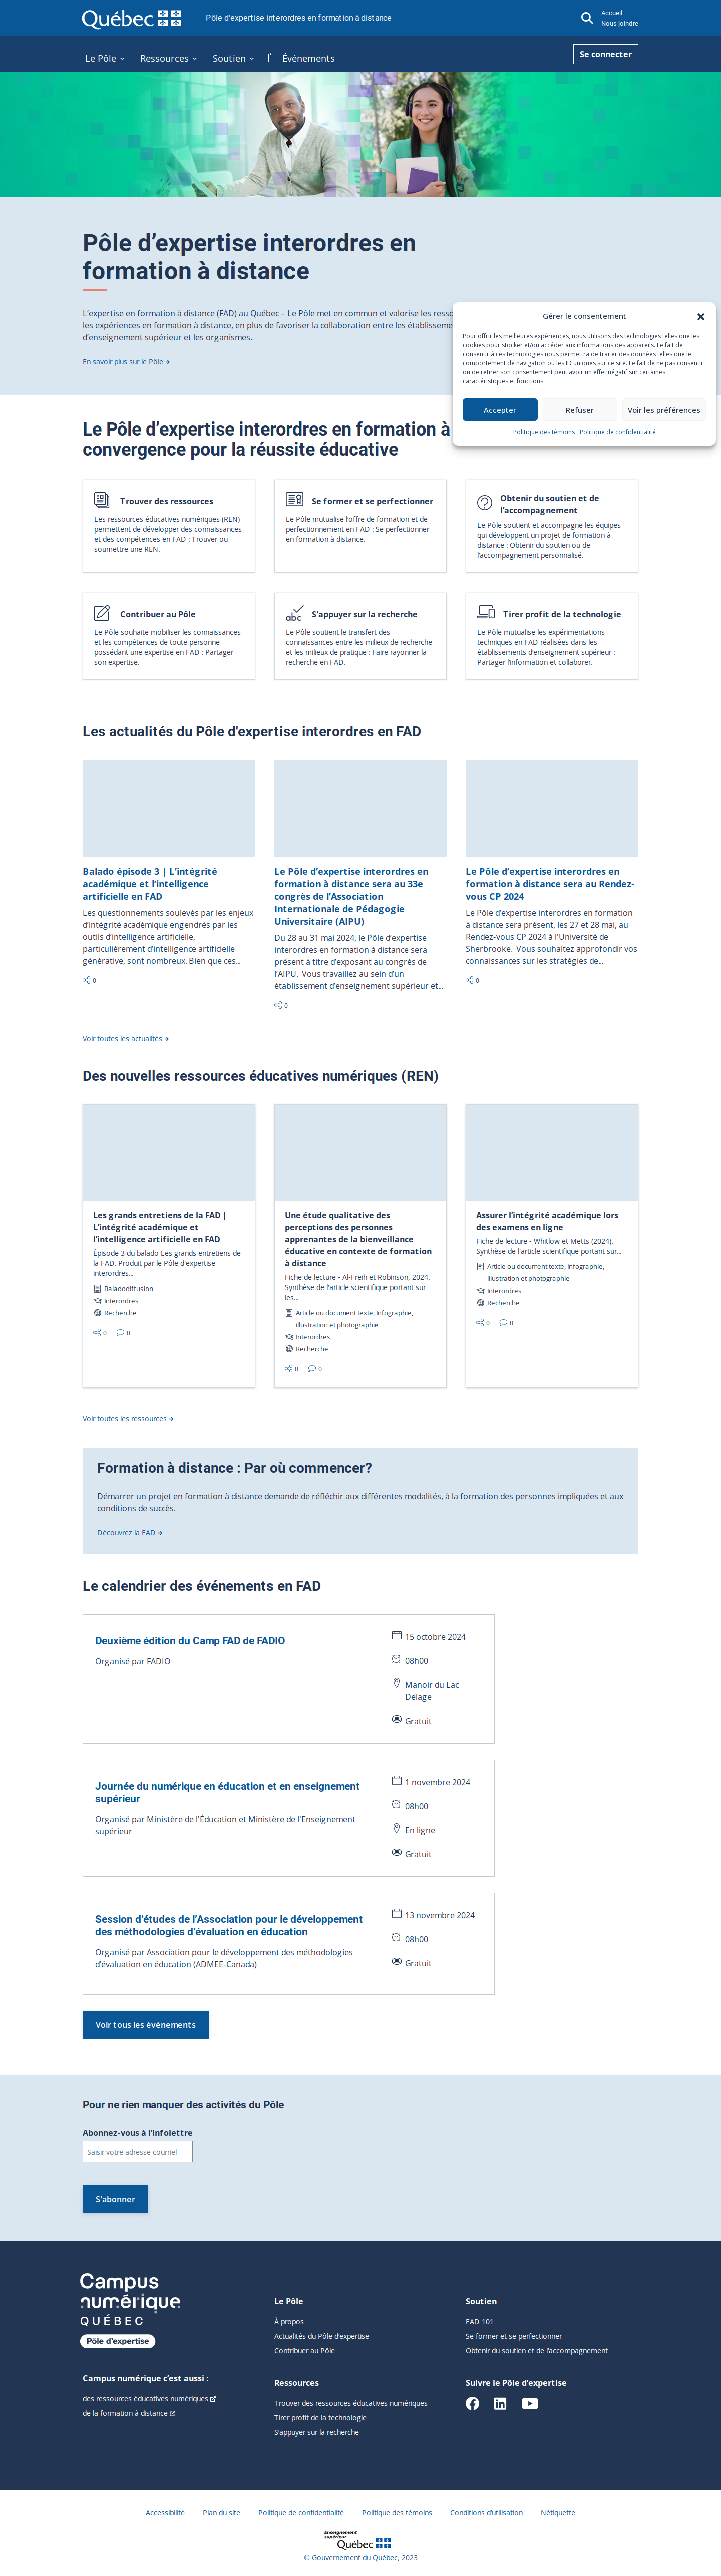 Québec
Pôle d'expertise interordres en formation à distance
Accueil
Nous joindre
Le Pôle
Ressources
Soutien
Événements
Se connecter
Pôle d’expertise interordres en
formation à distance
L’expertise en formation à distance (FAD) au Québec – Le Pôle met en commun et valorise les
les expériences en formation à distance, en plus de favoriser la collaboration entre les
d’enseignement supérieur et les organismes.
En savoir plus sur le Pôle
Gérer le consentement
Pour offrir les meilleures expériences, nous utilisons des technologies telles que les
cookies pour stocker et/ou accéder aux informations des appareils. Le fait de
consentir à ces technologies nous permettra de traiter des données telles que le
comportement de navigation ou les ID uniques sur ce site. Le fait de ne pas consentir
ou de retirer son consentement peut avoir un effet négatif sur certaines
caractéristiques et fonctions.
Accepter
Refuser
Voir les préférences
Politique des témoins
Politique de confidentialité
Le Pôle d’expertise interordres en formation à
convergence pour la réussite éducative
Trouver des ressources
Les ressources éducatives numériques (REN)
permettent de développer des connaissances
et des compétences en FAD : Trouver ou
soumettre une REN.
Se former et se perfectionner
Le Pôle mutualise l’offre de formation et de
perfectionnement en FAD : Se perfectionner
en formation à distance.
Obtenir du soutien et de
l’accompagnement
Le Pôle soutient et accompagne les équipes
qui développent un projet de formation à
distance : Obtenir du soutien ou de
l’accompagnement personnalisé.
Contribuer au Pôle
Le Pôle souhaite mobiliser les connaissances
et les compétences de toute personne
possédant une expertise en FAD : Partager
son expertise.
abc
S’appuyer sur la recherche
Le Pôle soutient le transfert des
connaissances entre les milieux de recherche
et les milieux de pratique : Faire rayonner la
recherche en FAD.
Tirer profit de la technologie
Le Pôle mutualise les expérimentations
techniques en FAD réalisées dans les
établissements d’enseignement supérieur :
Partager l’information et collaborer.
Les actualités du Pôle d'expertise interordres en FAD
Balado épisode 3 | L’intégrité
académique et l’intelligence
artificielle en FAD
Les questionnements soulevés par les enjeux
d’intégrité académique engendrés par les
outils d’intelligence artificielle,
particulièrement d’intelligence artificielle
générative, sont nombreux. Bien que ces...
0
Le Pôle d’expertise interordres en
formation à distance sera au 33e
congrès de l’Association
Internationale de Pédagogie
Universitaire (AIPU)
Du 28 au 31 mai 2024, le Pôle d’expertise
interordres en formation à distance sera
présent à titre d’exposant au congrès de
l’AIPU. Vous travaillez au sein d’un
établissement d’enseignement supérieur et...
0
Le Pôle d’expertise interordres en
formation à distance sera au Rendez-
vous CP 2024
Le Pôle d’expertise interordres en formation
à distance sera présent, les 27 et 28 mai, au
Rendez-vous CP 2024 à l’Université de
Sherbrooke. Vous souhaitez approfondir vos
connaissances sur les stratégies de...
0
Voir toutes les actualités
Des nouvelles ressources éducatives numériques (REN)
Les grands entretiens de la FAD |
L’intégrité académique et
l’intelligence artificielle en FAD
Épisode 3 du balado Les grands entretiens de
la FAD. Produit par le Pôle d'expertise
interordres...
Baladodiffusion
Interordres
Recherche
0
0
Une étude qualitative des
perceptions des personnes
apprenantes de la bienveillance
éducative en contexte de formation
à distance
Fiche de lecture - Al-Freih et Robinson, 2024.
Synthèse de l'article scientifique portant sur
les...
Article ou document texte, Infographie,
illustration et photographie
Interordres
Recherche
0
0
Assurer l’intégrité académique lors
des examens en ligne
Fiche de lecture - Whitlow et Metts (2024).
Synthèse de l'article scientifique portant sur...
Article ou document texte, Infographie,
illustration et photographie
Interordres
Recherche
0
0
Voir toutes les ressources
Formation à distance : Par où commencer?
Démarrer un projet en formation à distance demande de réfléchir aux différentes modalités, à la formation des personnes impliquées et aux
conditions de succès.
Découvrez la FAD
Le calendrier des événements en FAD
Deuxième édition du Camp FAD de FADIO
Organisé par FADIO
15 octobre 2024
08h00
Manoir du Lac
Delage
Gratuit
Journée du numérique en éducation et en enseignement
supérieur
Organisé par Ministère de l'Éducation et Ministère de l'Enseignement
supérieur
1 novembre 2024
08h00
En ligne
Gratuit
Session d’études de l’Association pour le développement
des méthodologies d’évaluation en éducation
Organisé par Association pour le développement des méthodologies
d’évaluation en éducation (ADMEE-Canada)
13 novembre 2024
08h00
Gratuit
Voir tous les événements
Pour ne rien manquer des activités du Pôle
Abonnez-vous à l’infolettre
Saisir votre adresse courriel
S'abonner
Campus
numérique
QUÉBEC
Pôle d'expertise
Campus numérique c’est aussi :
des ressources éducatives numériques
de la formation à distance
Le Pôle
À propos
Actualités du Pôle d’expertise
Contribuer au Pôle
Ressources
Trouver des ressources éducatives numériques
Tirer profit de la technologie
S’appuyer sur la recherche
Soutien
FAD 101
Se former et se perfectionner
Obtenir du soutien et de l’accompagnement
Suivre le Pôle d’expertise
Accessibilité
Plan du site
Politique de confidentialité
Politique des témoins
Conditions d’utilisation
Nétiquette
Enseignement
supérieur
Québec
© Gouvernement du Québec, 2023